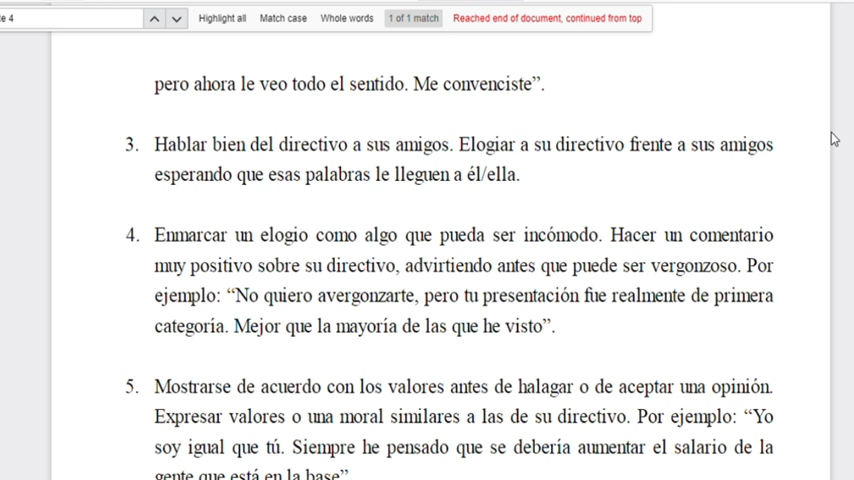 e 4
Highlight all
Match case
Whole words
1 of 1 match
Reached end of document, continued from top
pero ahora le veo todo el sentido. Me convenciste”.
3. Hablar bien del directivo a sus amigos. Elogiar a su directivo frente a sus amigos
esperando que esas palabras le lleguen a él/ella.
4. Enmarcar un elogio como algo que pueda ser incómodo. Hacer un comentario
muy positivo sobre su directivo, advirtiendo antes que puede ser vergonzoso. Por
ejemplo: “No quiero avergonzarte, pero tu presentación fue realmente de primera
categoría. Mejor que la mayoría de las que he visto”.
5. Mostrarse de acuerdo con los valores antes de halagar o de aceptar una opinión.
Expresar valores o una moral similares a las de su directivo. Por ejemplo: “Yo
soy igual que tú. Siempre he pensado que se debería aumentar el salario de la
gente que está en la base”